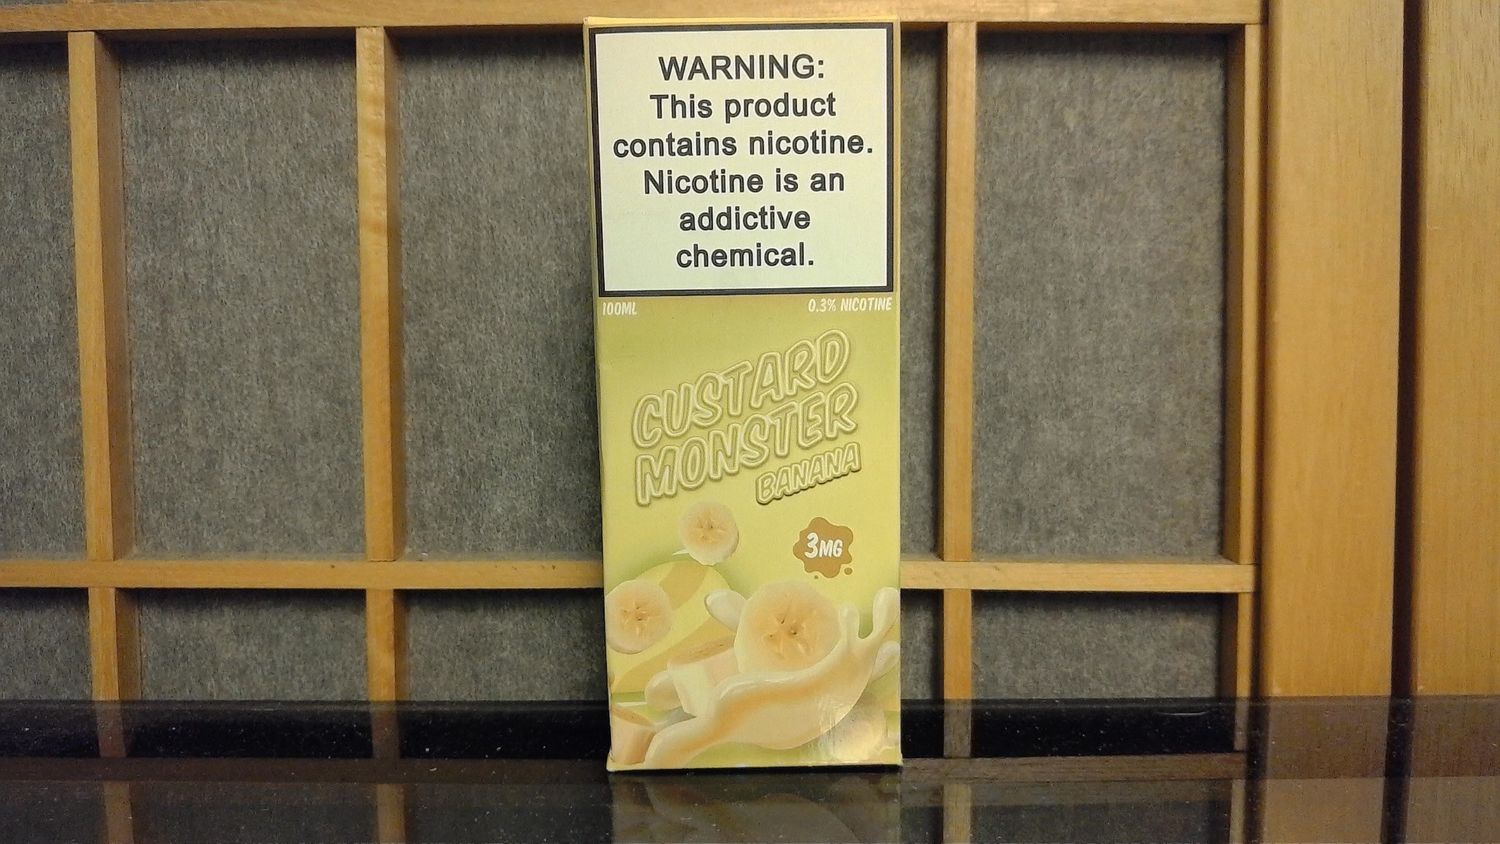 WARNING:
This product
contains nicotine.
Nicotine is an
addictive
chemical.
100ML
0.3% NICOTINE
CUSTARD
MONSTER
BANANA
3MG